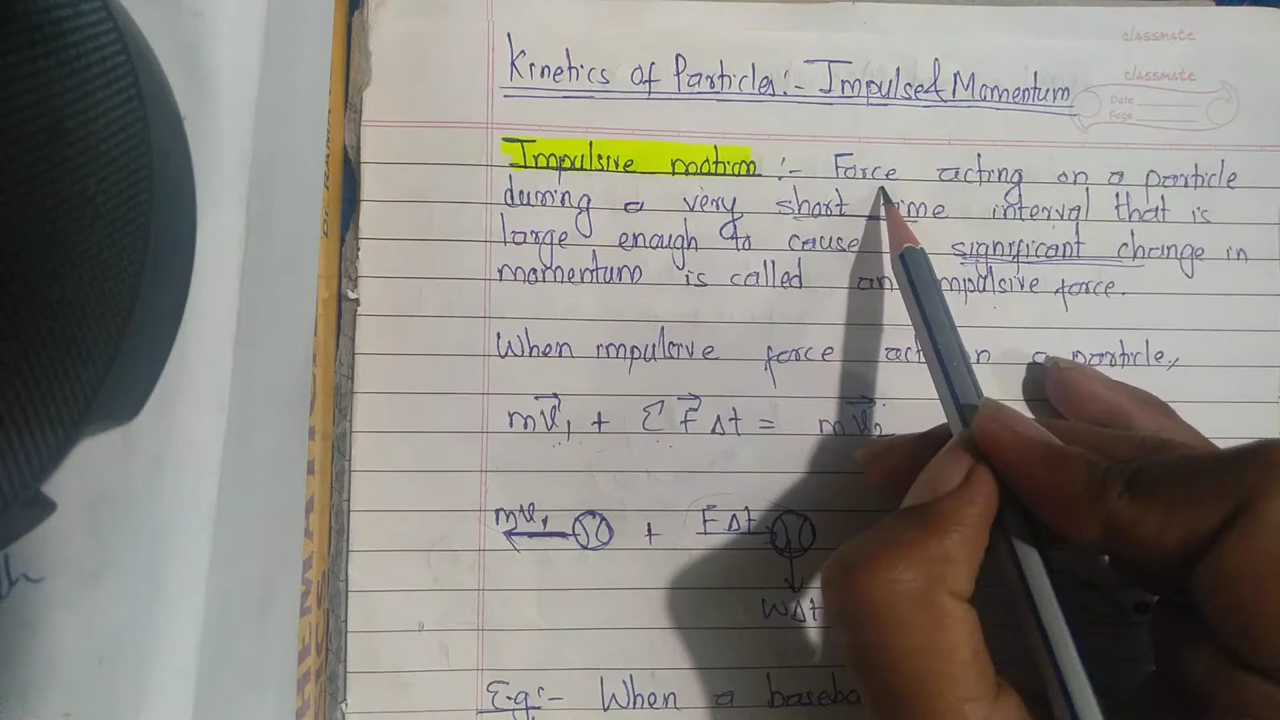 classmate
classmate
Date
Page
Kinetics of Particles:- Impulse & Momentum
Impulsive motion :- Force acting on a particle
during a very short time interval that is
large enough to cause significant change in
momentum is called an impulsive force.
When impulsive force act on a particle,
mv⃗₁ + Σ F⃗ Δt = mv⃗₂
mv₁ + FΔt
WΔt
E.g:- When a